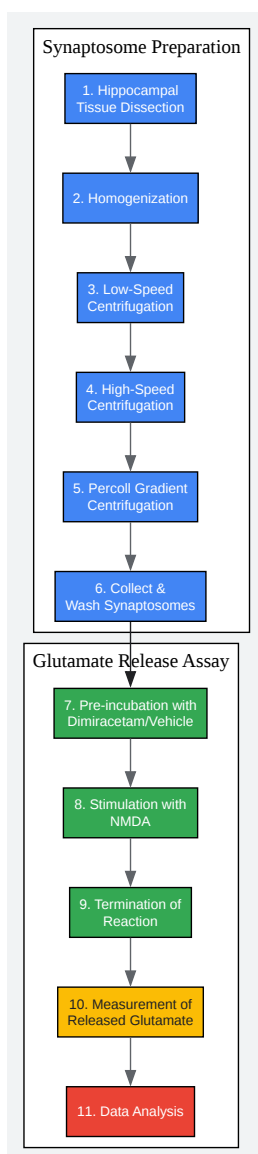 Synaptosome Preparation
1. Hippocampal
Tissue Dissection
2. Homogenization
3. Low-Speed
Centrifugation
4. High-Speed
Centrifugation
5. Percoll Gradient
Centrifugation
6. Collect &
Wash Synaptosomes
Glutamate Release Assay
7. Pre-incubation with
Dimiracetam/Vehicle
8. Stimulation with
NMDA
9. Termination of
Reaction
10. Measurement of
Released Glutamate
11. Data Analysis